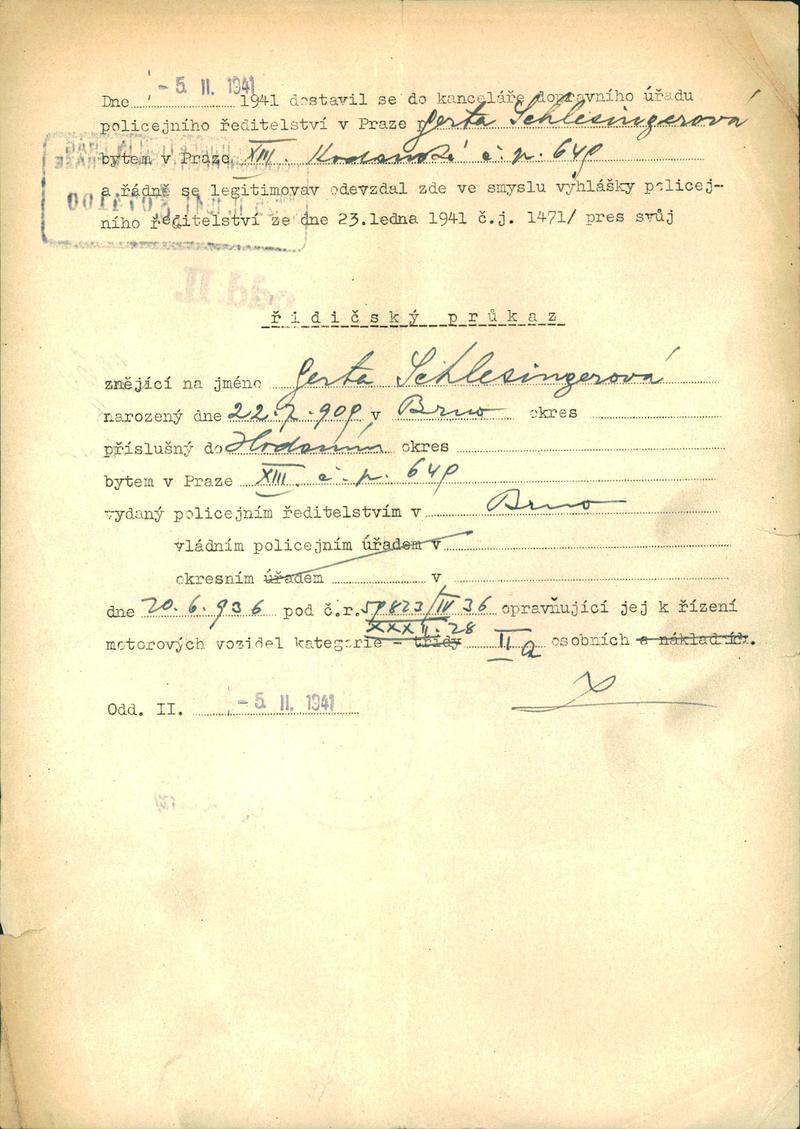 -5. II. 1941
Dne 1941 dostavil se do kanceláře dopravního úřadu
policejního ředitelství v Praze p Gerta Schlesingerová
bytem v Praze XIII. Kodaňská č. p. 649
a řádně se legitimovav odevzdal zde ve smyslu vyhlášky policej-
ního ředitelství ze dne 23.ledna 1941 č.j. 1471/ pres svůj
řidičský průkaz
znějící na jméno Gerta Schlesingerová
narozený dne 22.7.909 v Brno okres
příslušný do Hodonín okres
bytem v Praze XIII. č. p. 649
vydaný policejním ředitelstvím v Brno
vládním policejním úřadem v
okresním úřadem v
dne 20.6.936 pod č.r. 59823/IV 36 opravňující jej k řízení
XXXII-28
motorových vozidel kategorie - třídy II a osobních a nákladních.
Odd. II. -5. II. 1941